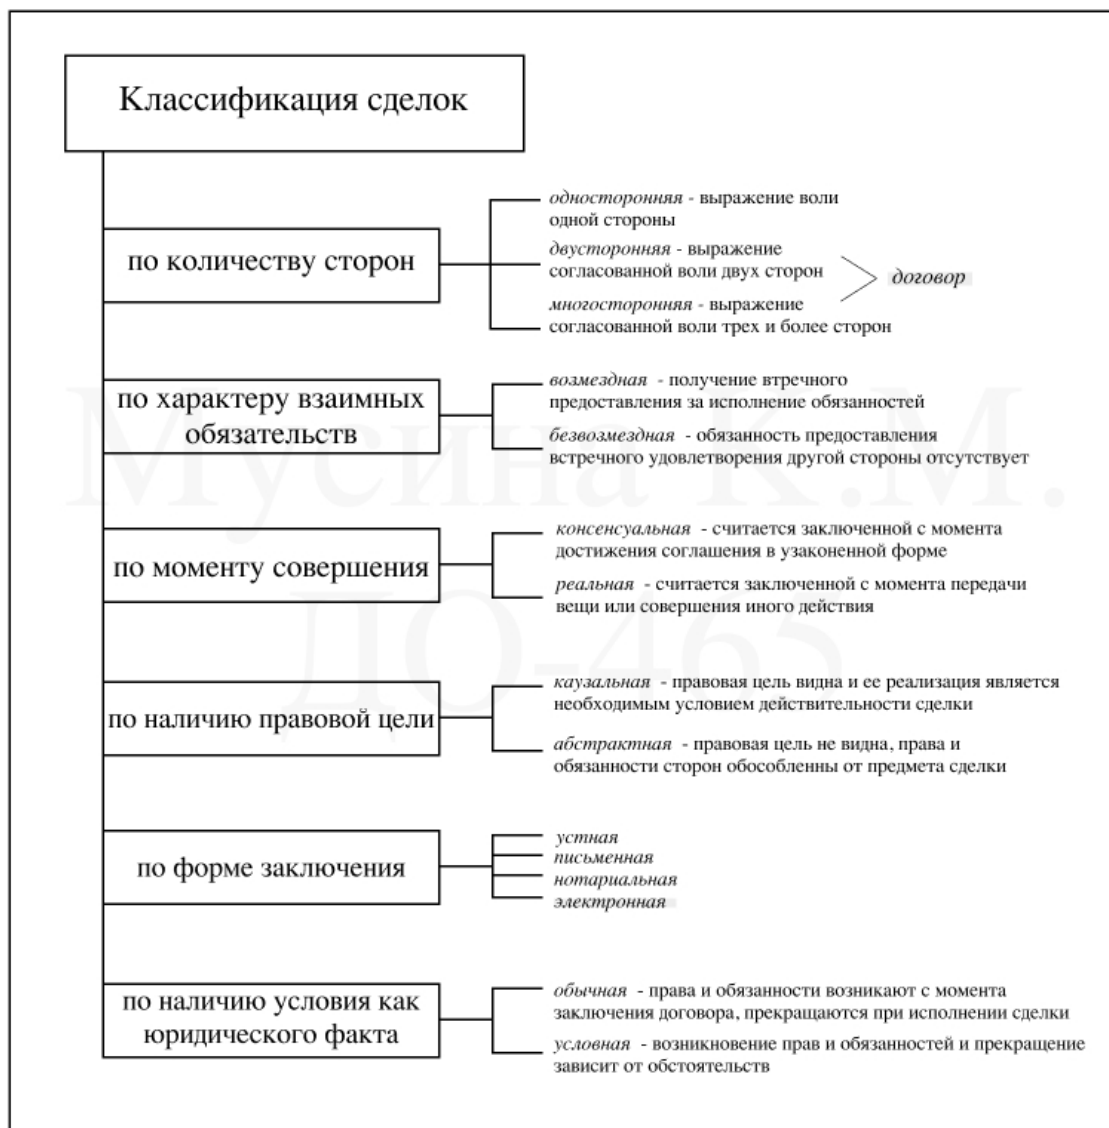 Классификация сделок
по количеству сторон
односторонняя - выражение воли
одной стороны
двусторонняя - выражение
согласованной воли двух сторон
многосторонняя - выражение
согласованной воли трех и более сторон
договор
по характеру взаимных
обязательств
возмездная - получение втречного
предоставления за исполнение обязанностей
безвозмездная - обязанность предоставления
встречного удовлетворения другой стороны отсутствует
Мусина К.М.
по моменту совершения
консенсуальная - считается заключенной с момента
достижения соглашения в узаконенной форме
реальная - считается заключенной с момента передачи
вещи или совершения иного действия
ДО-465
по наличию правовой цели
каузальная - правовая цель видна и ее реализация является
необходимым условием действительности сделки
абстрактная - правовая цель не видна, права и
обязанности сторон обособленны от предмета сделки
по форме заключения
устная
письменная
нотариальная
электронная
по наличию условия как
юридического факта
обычная - права и обязанности возникают с момента
заключения договора, прекращаются при исполнении сделки
условная - возникновение прав и обязанностей и прекращение
зависит от обстоятельств